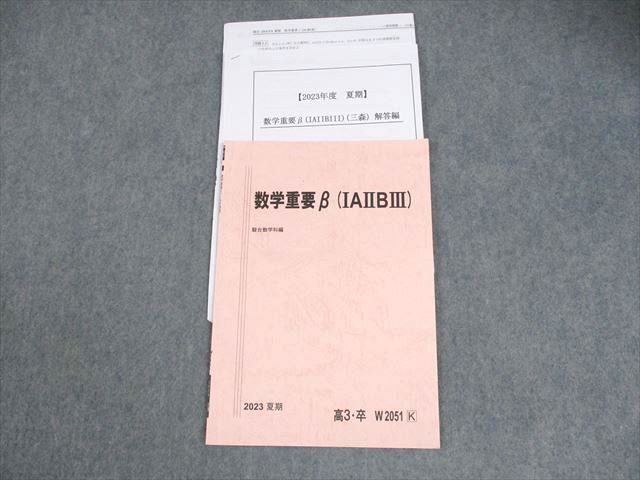 【2023年度 夏期】
数学重要β(IAIIBIII)(三森) 解答編
数学重要β(ⅠAⅡBⅢ)
駿台数学科編
2023 夏期
高3・卒 W2051 K